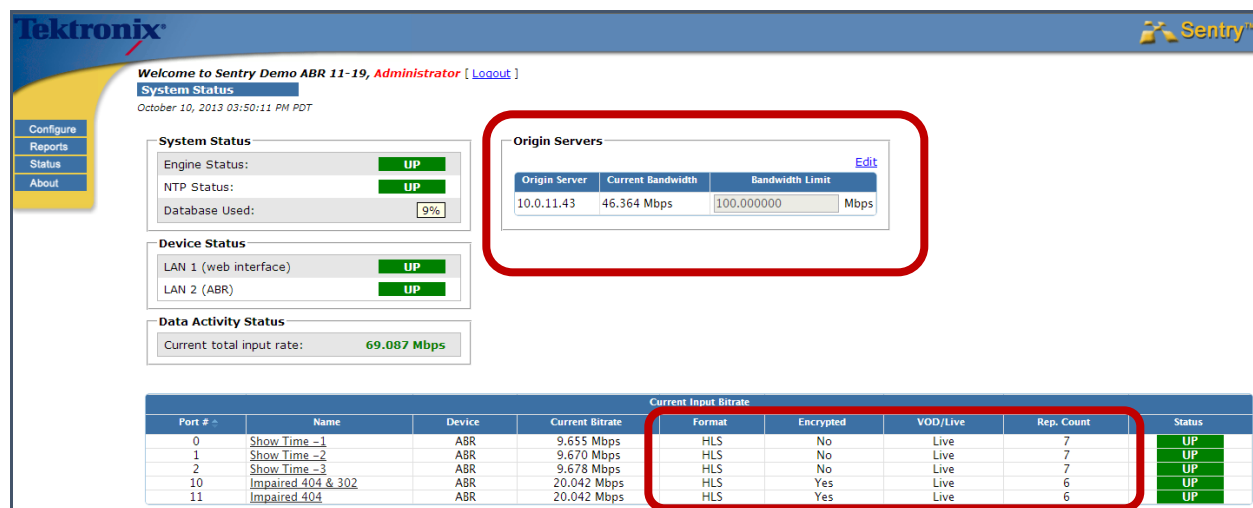 Tektronix
Sentry™
Welcome to Sentry Demo ABR 11-19, Administrator [ Logout ]
System Status
October 10, 2013 03:50:11 PM PDT
Configure
Reports
Status
About
System Status
Engine Status: UP
NTP Status: UP
Database Used: 9%
Origin Servers
Edit
Origin Server Current Bandwidth Bandwidth Limit
10.0.11.43 46.364 Mbps 100.000000 Mbps
Device Status
LAN 1 (web interface) UP
LAN 2 (ABR) UP
Data Activity Status
Current total input rate: 69.087 Mbps
Current Input Bitrate
Port # Name Device Current Bitrate Format Encrypted VOD/Live Rep. Count Status
0 Show Time –1 ABR 9.655 Mbps HLS No Live 7 UP
1 Show Time –2 ABR 9.670 Mbps HLS No Live 7 UP
2 Show Time –3 ABR 9.678 Mbps HLS No Live 7 UP
10 Impaired 404 & 302 ABR 20.042 Mbps HLS Yes Live 6 UP
11 Impaired 404 ABR 20.042 Mbps HLS Yes Live 6 UP